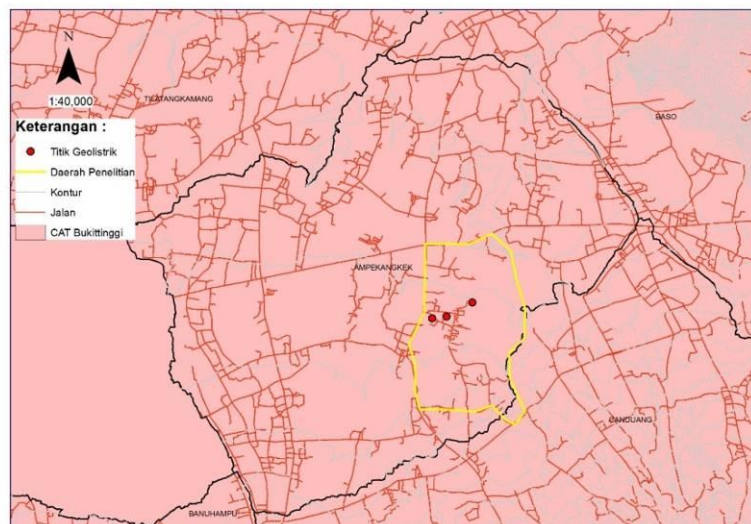 N
1:40,000
Keterangan :
Titik Geolistrik
Daerah Penelitian
Kontur
Jalan
CAT Bukittinggi
TILATANGKAMANG
BASO
AMPEKANGKEK
CANDUANG
BANUHAMPU